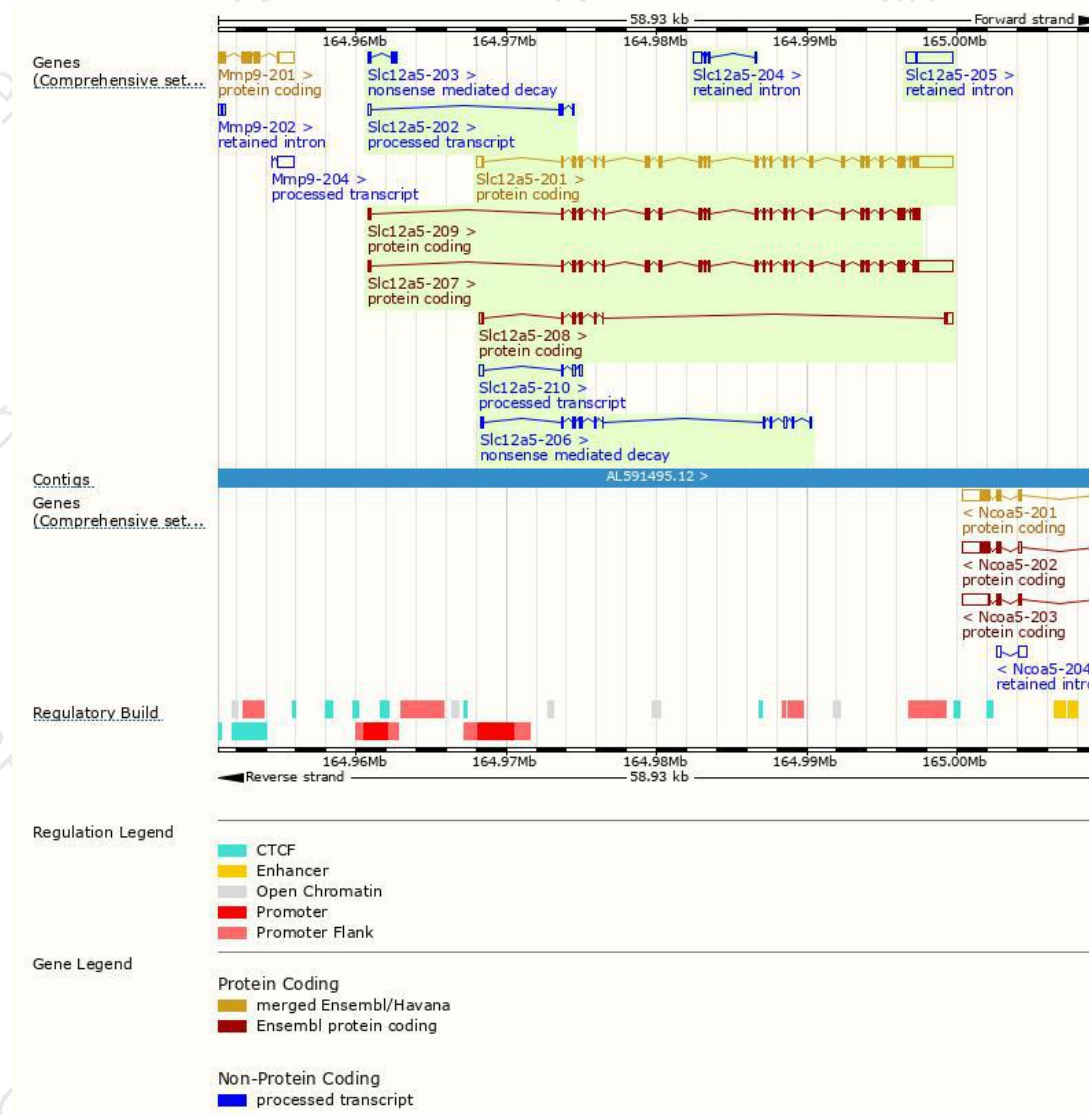 58.93 kb
Forward strand
164.96Mb 164.97Mb 164.98Mb 164.99Mb 165.00Mb
Genes
(Comprehensive set...
Mmp9-201 >
protein coding
Slc12a5-203 >
nonsense mediated decay
Slc12a5-204 >
retained intron
Slc12a5-205 >
retained intron
Mmp9-202 >
retained intron
Slc12a5-202 >
processed transcript
Mmp9-204 >
processed transcript
Slc12a5-201 >
protein coding
Slc12a5-209 >
protein coding
Slc12a5-207 >
protein coding
Slc12a5-208 >
protein coding
Slc12a5-210 >
processed transcript
Slc12a5-206 >
nonsense mediated decay
Contigs
AL591495.12 >
Genes
(Comprehensive set...
< Ncoa5-201
protein coding
< Ncoa5-202
protein coding
< Ncoa5-203
protein coding
< Ncoa5-204
retained intr
Regulatory Build
164.96Mb 164.97Mb 164.98Mb 164.99Mb 165.00Mb
Reverse strand
58.93 kb
Regulation Legend
CTCF
Enhancer
Open Chromatin
Promoter
Promoter Flank
Gene Legend
Protein Coding
merged Ensembl/Havana
Ensembl protein coding
Non-Protein Coding
processed transcript